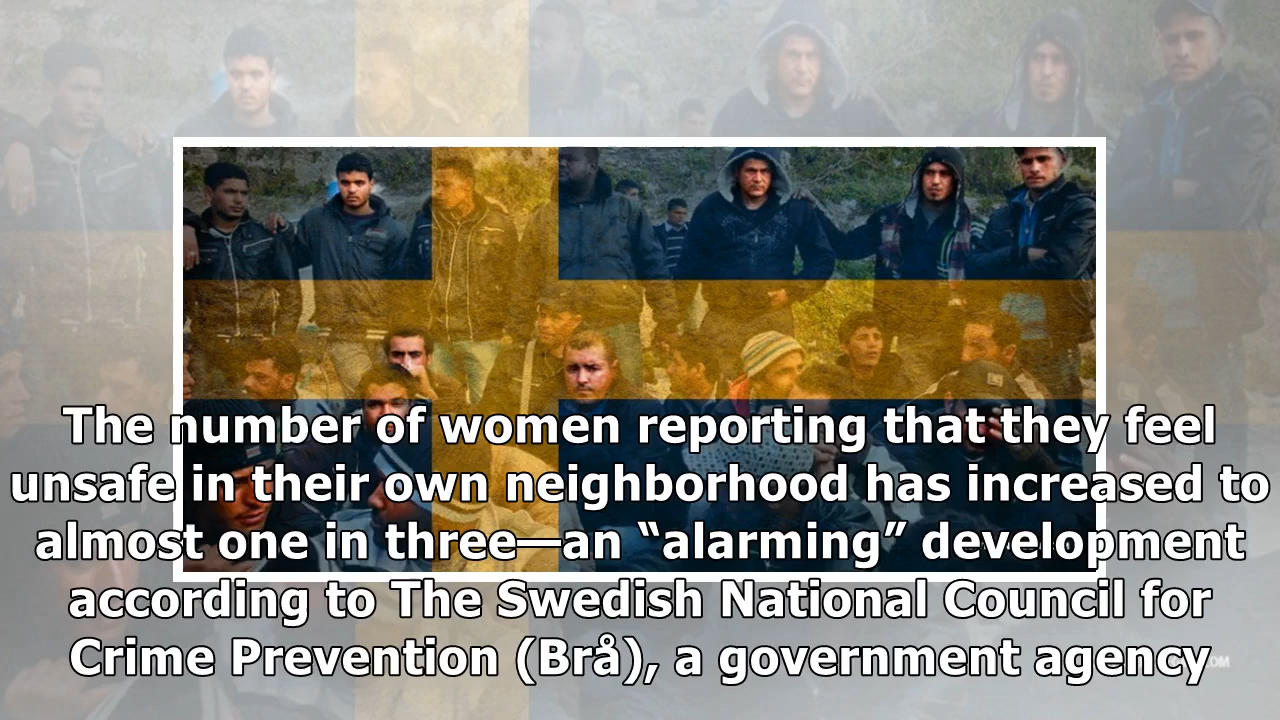 The number of women reporting that they feel
unsafe in their own neighborhood has increased to
almost one in three—an “alarming” development
according to The Swedish National Council for
Crime Prevention (Brå), a government agency